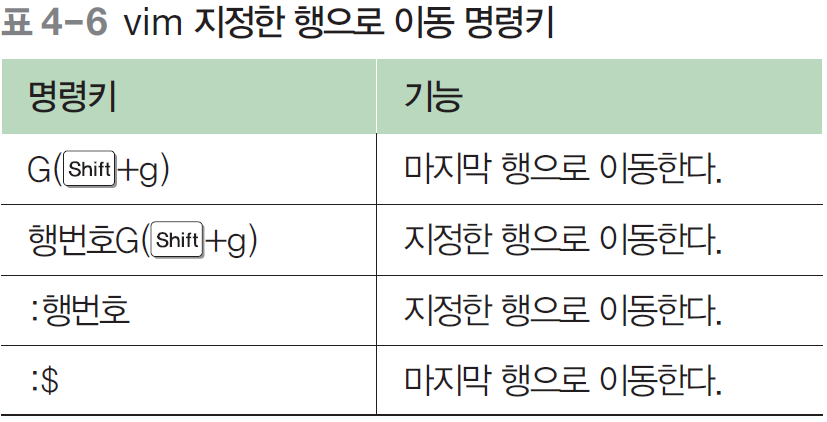 표 4-6 vim 지정한 행으로 이동 명령키
명령키 기능
G(Shift+g) 마지막 행으로 이동한다.
행번호G(Shift+g) 지정한 행으로 이동한다.
:행번호 지정한 행으로 이동한다.
:$ 마지막 행으로 이동한다.